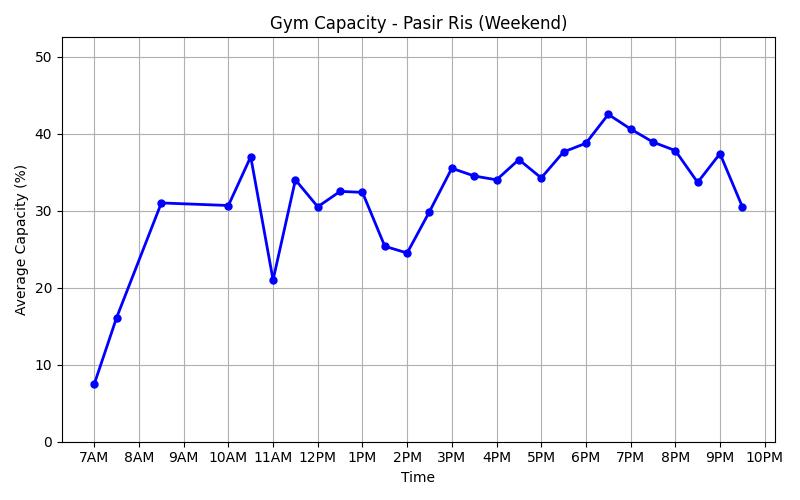 Gym Capacity - Pasir Ris (Weekend)
50
40
30
20
10
0
Average Capacity (%)
7AM 8AM 9AM 10AM 11AM 12PM 1PM 2PM 3PM 4PM 5PM 6PM 7PM 8PM 9PM 10PM
Time